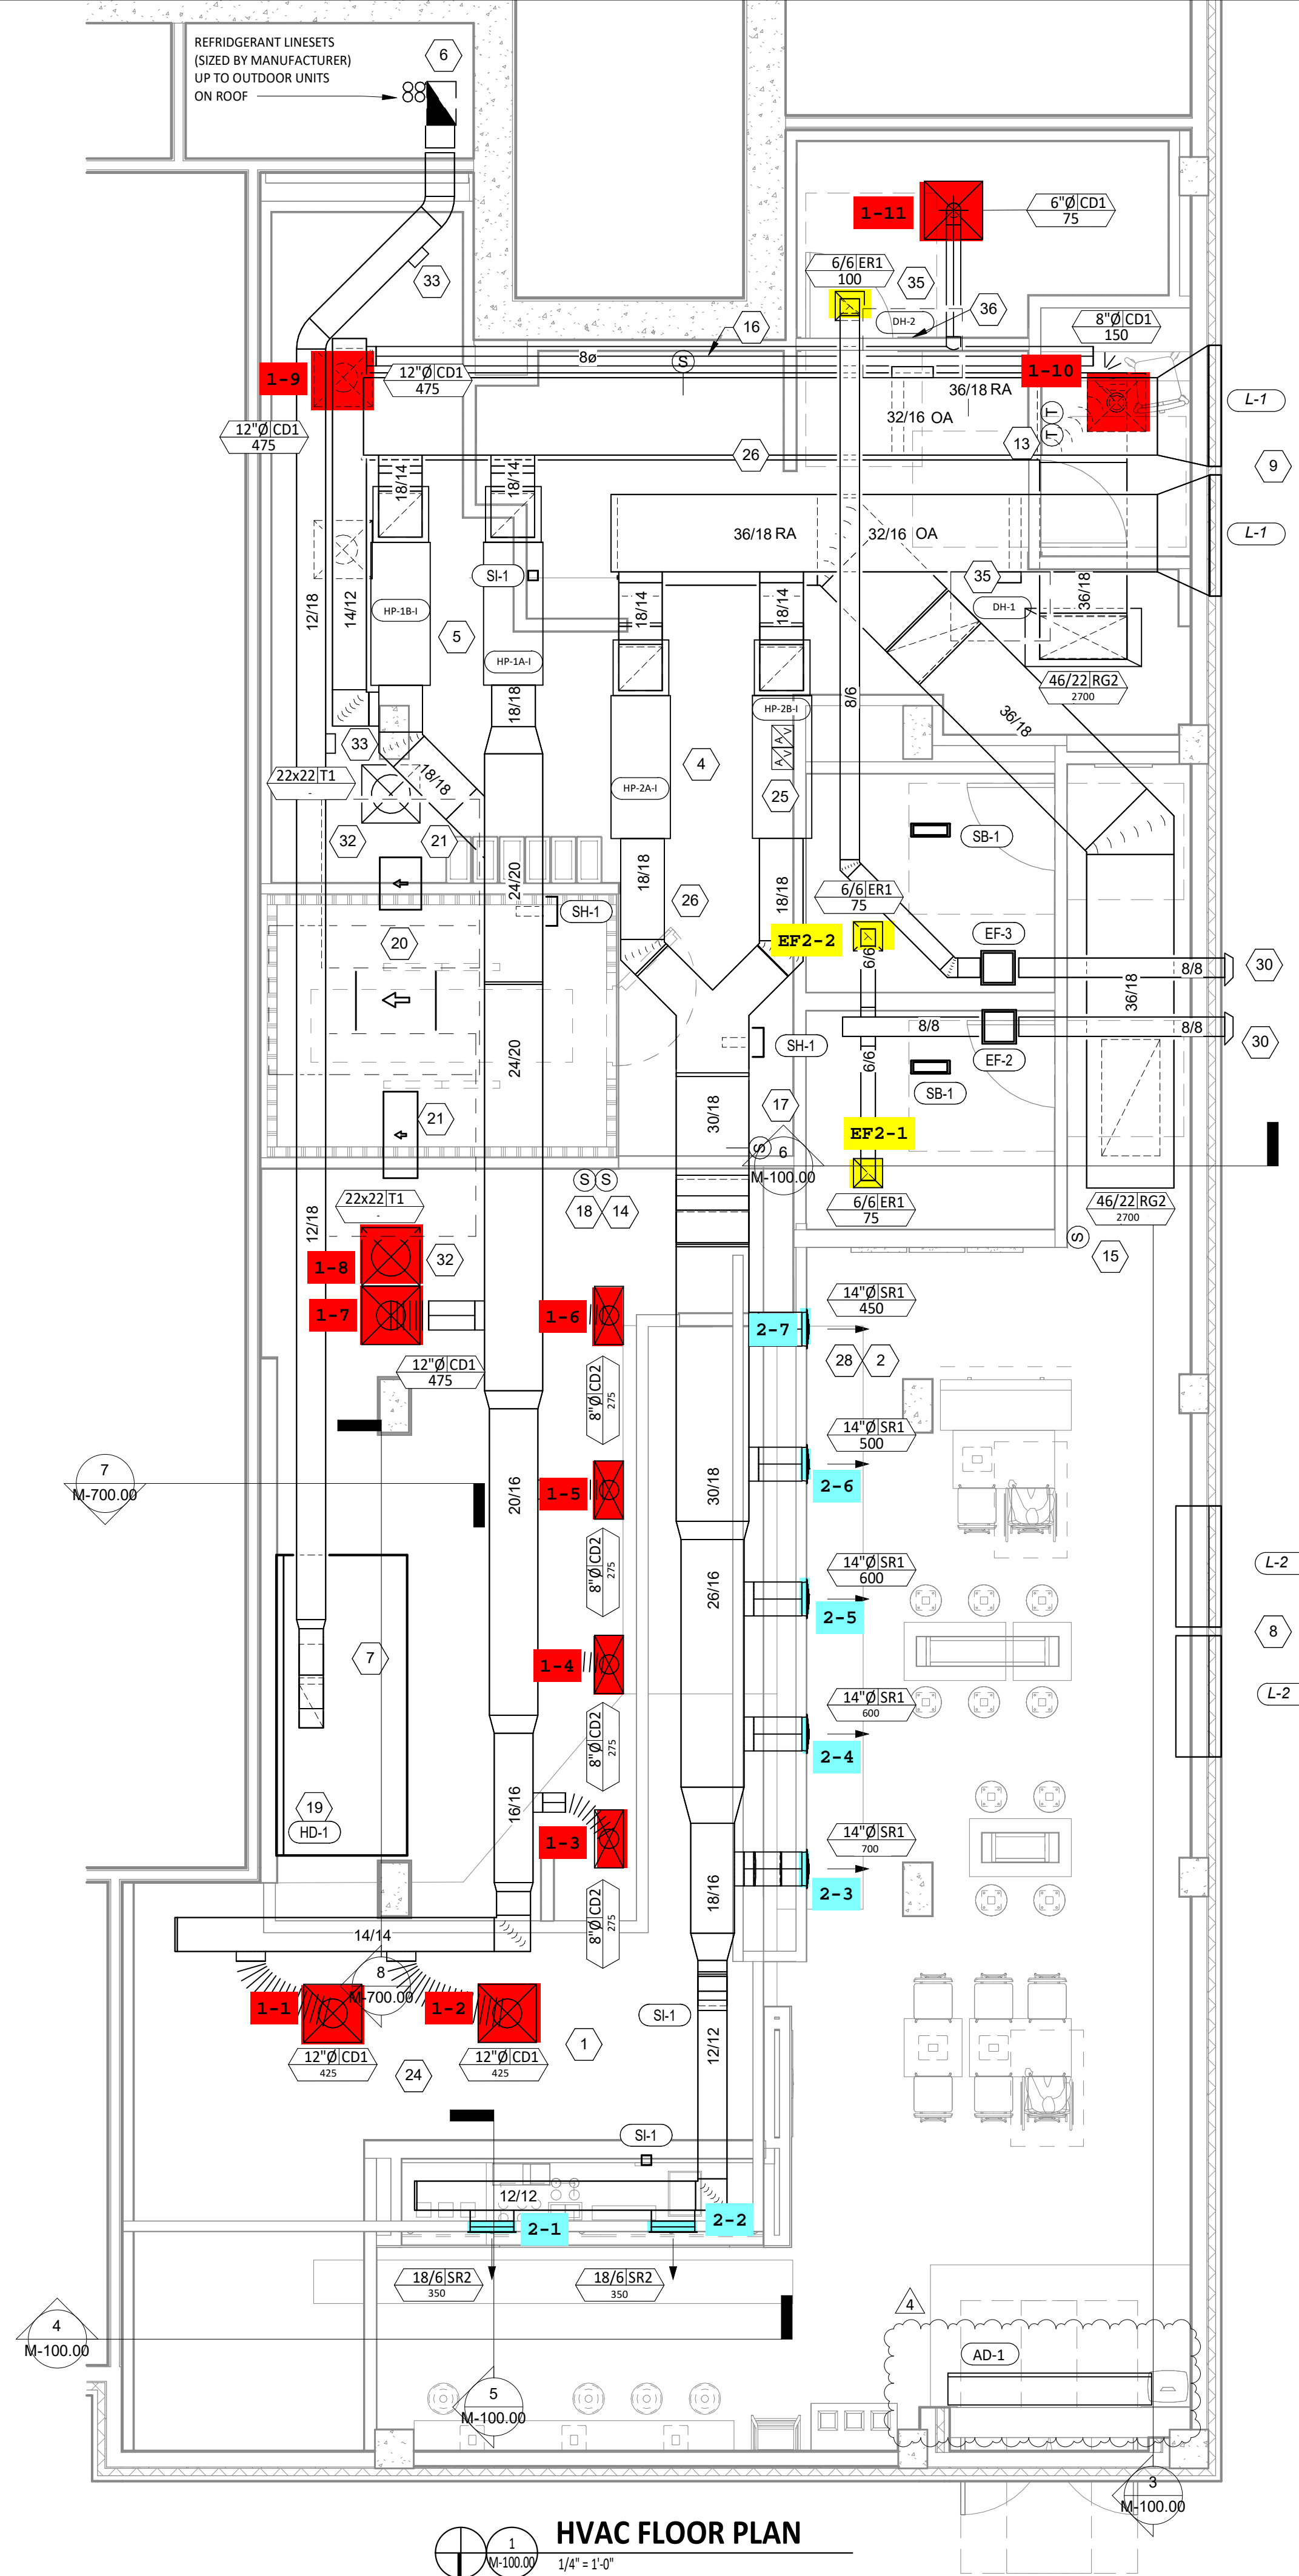 REFRIDGERANT LINESETS
(SIZED BY MANUFACTURER)
UP TO OUTDOOR UNITS
ON ROOF
6
1-11
6"Ø CD1
75
33
6/6 ER1
100
35
DH-2
36
16
8"Ø CD1
150
8ø
S
1-9
12"Ø CD1
475
1-10
36/18 RA
32/16 OA
T
T
13
L-1
12"Ø CD1
475
26
9
18/14
18/14
36/18 RA
32/16 OA
L-1
SI-1
35
DH-1
36/18
12/18
14/12
HP-1B-I
5
18/14
18/14
HP-1A-I
46/22 RG2
2700
18/18
8/6
HP-2B-I
36/18
33
A V
A V
4
22x22 T1
-
18/18
HP-2A-I
25
32
21
SB-1
24/20
18/18
18/18
6/6 ER1
75
26
SH-1
20
EF2-2
EF-3
6/6
8/8
30
36/18
24/20
8/8
8/8
30
SH-1
6/6
EF-2
SB-1
21
30/18
17
EF2-1
S
6
M-100.00
S S
18
14
22x22 T1
-
6/6 ER1
75
46/22 RG2
2700
12/18
S
15
1-8
32
1-7
1-6
14"Ø SR1
450
2-7
28
2
12"Ø CD1
475
8"Ø CD2
275
14"Ø SR1
500
7
M-700.00
20/16
1-5
30/18
2-6
8"Ø CD2
275
14"Ø SR1
600
26/16
2-5
L-2
8
7
1-4
14"Ø SR1
600
L-2
8"Ø CD2
275
2-4
19
HD-1
16/16
1-3
14"Ø SR1
700
18/16
2-3
8"Ø CD2
275
14/14
8
M-700.00
1-1
1-2
SI-1
12"Ø CD1
425
24
12"Ø CD1
425
1
12/12
SI-1
12/12
2-1
2-2
18/6 SR2
350
18/6 SR2
350
4
M-100.00
4
AD-1
5
M-100.00
3
M-100.00
1
M-100.00
HVAC FLOOR PLAN
1/4" = 1'-0"